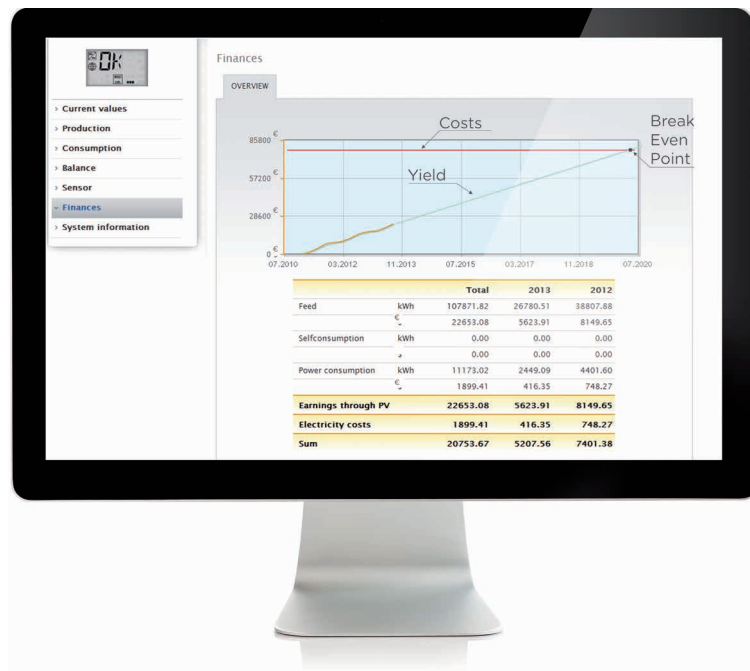 OK
Finances
OVERVIEW
Current values
Production
Consumption
Balance
Sensor
Finances
System information
Costs
Yield
Break
Even
Point
85800 €
57200 €
28600 €
0 €
07.2010 03.2012 11.2013 07.2015 03.2017 11.2018 07.2020
Total 2013 2012
Feed kWh 107871.82 26780.51 38807.88
€ 22653.08 5623.91 8149.65
Selfconsumption kWh 0.00 0.00 0.00
0.00 0.00 0.00
Power consumption kWh 11173.02 2449.09 4401.60
€ 1899.41 416.35 748.27
Earnings through PV 22653.08 5623.91 8149.65
Electricity costs 1899.41 416.35 748.27
Sum 20753.67 5207.56 7401.38